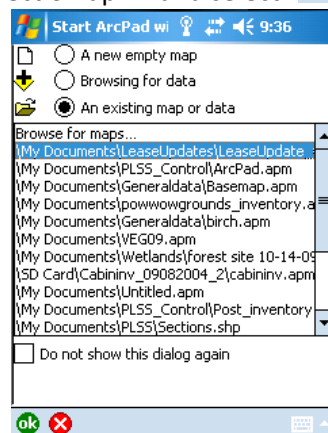 Start ArcPad wi 9:36
A new empty map
Browsing for data
An existing map or data
Browse for maps...
\My Documents\LeaseUpdates\LeaseUpdate
\My Documents\PLSS_Control\ArcPad.apm
\My Documents\Generaldata\Basemap.apm
\My Documents\powwowgrounds_inventory.a
\My Documents\Generaldata\birch.apm
\My Documents\VEG09.apm
\My Documents\Wetlands\forest site 10-14-09
\SD Card\Cabininv_09082004_2\cabininv.apm
\My Documents\Untitled.apm
\My Documents\PLSS_Control\Post_inventory
\My Documents\PLSS\Sections.shp
Do not show this dialog again
ok